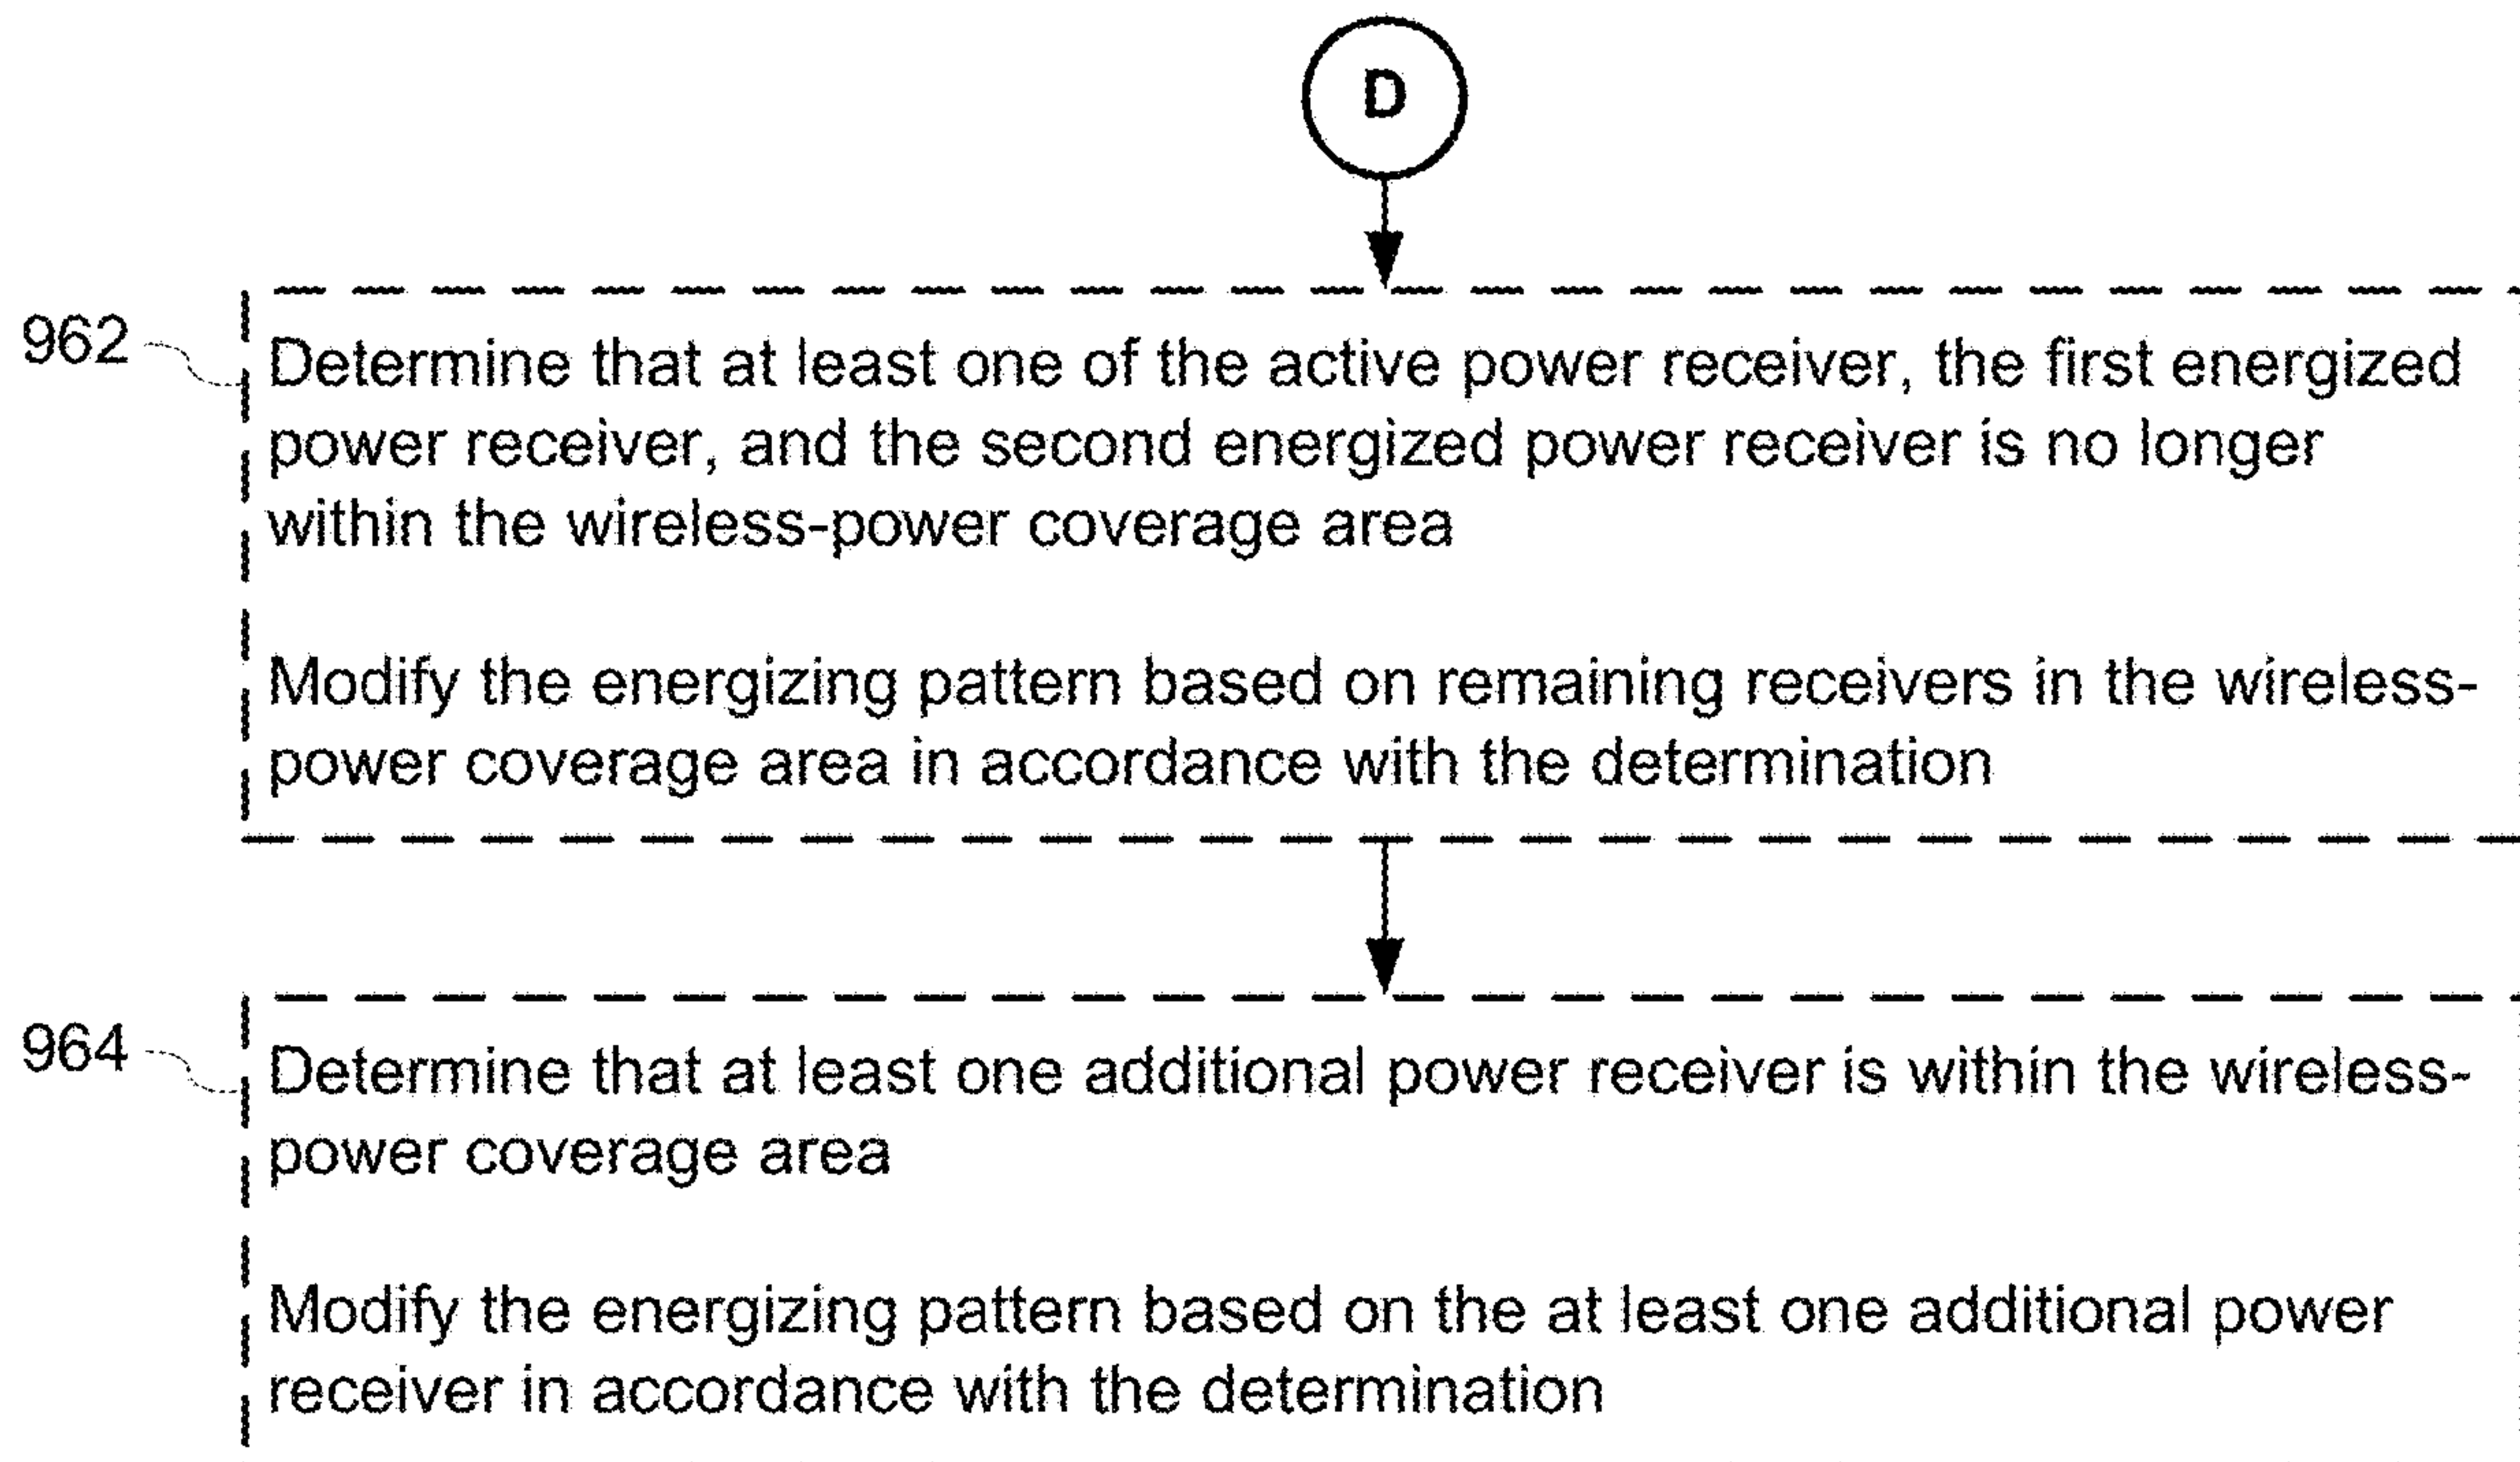 D
962
Determine that at least one of the active power receiver, the first energized
power receiver, and the second energized power receiver is no longer
within the wireless-power coverage area
Modify the energizing pattern based on remaining receivers in the wireless-
power coverage area in accordance with the determination
964
Determine that at least one additional power receiver is within the wireless-
power coverage area
Modify the energizing pattern based on the at least one additional power
receiver in accordance with the determination